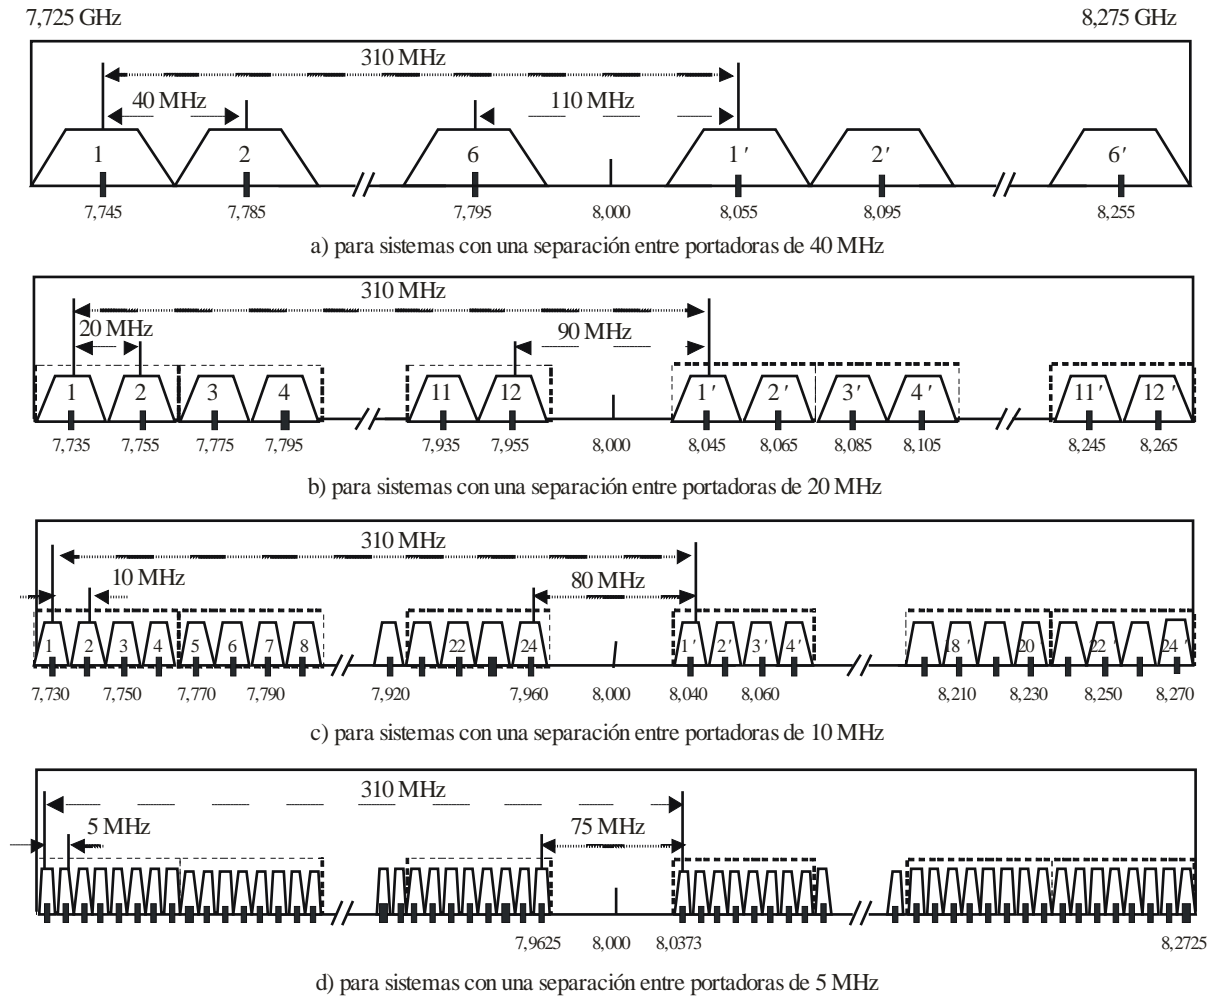 7,725 GHz 8,275 GHz
310 MHz
40 MHz 110 MHz
1 2 6 1′ 2′ 6′
7,745 7,785 7,795 8,000 8,055 8,095 8,255
a) para sistemas con una separación entre portadoras de 40 MHz
310 MHz
20 MHz 90 MHz
1 2 3 4 11 12 1′ 2′ 3′ 4′ 11′ 12′
7,735 7,755 7,775 7,795 7,935 7,955 8,000 8,045 8,065 8,085 8,105 8,245 8,265
b) para sistemas con una separación entre portadoras de 20 MHz
310 MHz
10 MHz 80 MHz
1 2 3 4 5 6 7 8 22 24 1′ 2′ 3′ 4′ 18′ 20′ 22′ 24′
7,730 7,750 7,770 7,790 7,920 7,960 8,000 8,040 8,060 8,210 8,230 8,250 8,270
c) para sistemas con una separación entre portadoras de 10 MHz
310 MHz
5 MHz 75 MHz
7,9625 8,000 8,0373 8,2725
d) para sistemas con una separación entre portadoras de 5 MHz